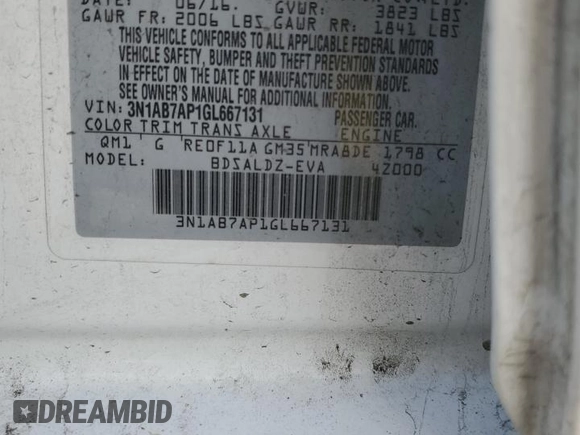 DATE: 06/16. GVWR: 3823 LBS
GAWR FR: 2006 LBS GAWR RR: 1841 LBS
THIS VEHICLE CONFORMS TO ALL APPLICABLE FEDERAL MOTOR
VEHICLE SAFETY, BUMPER AND THEFT PREVENTION STANDARDS
IN EFFECT ON THE DATE OF MANUFACTURE SHOWN ABOVE.
SEE OWNER'S MANUAL FOR ADDITIONAL INFORMATION.
VIN: 3N1AB7AP1GL667131 PASSENGER CAR.
COLOR TRIM TRANS AXLE ENGINE
QM1 G RE0F11A GM35 MRA8DE 1798 CC
MODEL: BDSALDZ-EVA 42000
3N1AB7AP1GL667131
DREAMBID